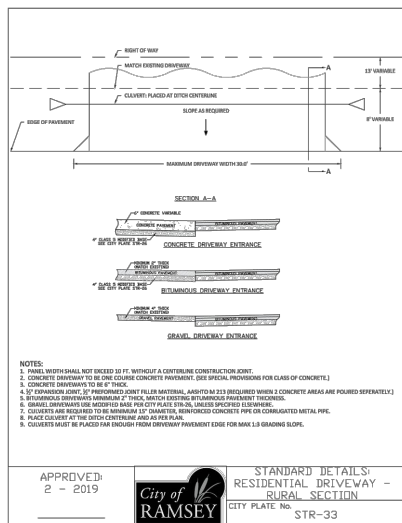 RIGHT OF WAY
A
MATCH EXISTING DRIVEWAY
13' VARIABLE
CULVERT: PLACED AT DITCH CENTERLINE
SLOPE AS REQUIRED
EDGE OF PAVEMENT
8' VARIABLE
MAXIMUM DRIVEWAY WIDTH 30.0'
A
SECTION A-A
6" CONCRETE VARIABLE
CONCRETE PAVEMENT
BITUMINOUS PAVEMENT
4" CLASS 5 MODIFIED BASE
SEE CITY PLATE STR-26
CONCRETE DRIVEWAY ENTRANCE
MINIMUM 2" THICK
(MATCH EXISTING)
BITUMINOUS PAVEMENT
BITUMINOUS PAVEMENT
4" CLASS 5 MODIFIED BASE
SEE CITY PLATE STR-26
BITUMINOUS DRIVEWAY ENTRANCE
MINIMUM 4" THICK
(MATCH EXISTING)
GRAVEL PAVEMENT
BITUMINOUS PAVEMENT
GRAVEL DRIVEWAY ENTRANCE
NOTES:
1. PANEL WIDTH SHALL NOT EXCEED 10 FT. WITHOUT A CENTERLINE CONSTRUCTION JOINT.
2. CONCRETE DRIVEWAY TO BE ONE COURSE CONCRETE PAVEMENT. (SEE SPECIAL PROVISIONS FOR CLASS OF CONCRETE.)
3. CONCRETE DRIVEWAYS TO BE 6" THICK.
4. ½" EXPANSION JOINT, ½" PREFORMED JOINT FILLER MATERIAL, AASHTO M 213 (REQUIRED WHEN 2 CONCRETE AREAS ARE POURED SEPERATELY.)
5. BITUMINOUS DRIVEWAYS MINIMUM 2" THICK, MATCH EXISTING BITUMINOUS PAVEMENT THICKNESS.
6. GRAVEL DRIVEWAYS USE MODIFIED BASE PER CITY PLATE STR-26, UNLESS SPECIFIED ELSEWHERE.
7. CULVERTS ARE REQUIRED TO BE MINIMUM 15" DIAMETER, REINFORCED CONCRETE PIPE OR CORRUGATED METAL PIPE.
8. PLACE CULVERT AT DITCH CENTERLINE AND AS PER PLAN.
9. CULVERTS MUST BE PLACED FAR ENOUGH FROM DRIVEWAY PAVEMENT EDGE FOR MAX 1:3 GRADING SLOPE.
APPROVED:
2 - 2019
City of
RAMSEY
STANDARD DETAILS:
RESIDENTIAL DRIVEWAY -
RURAL SECTION
CITY PLATE No.
STR-33